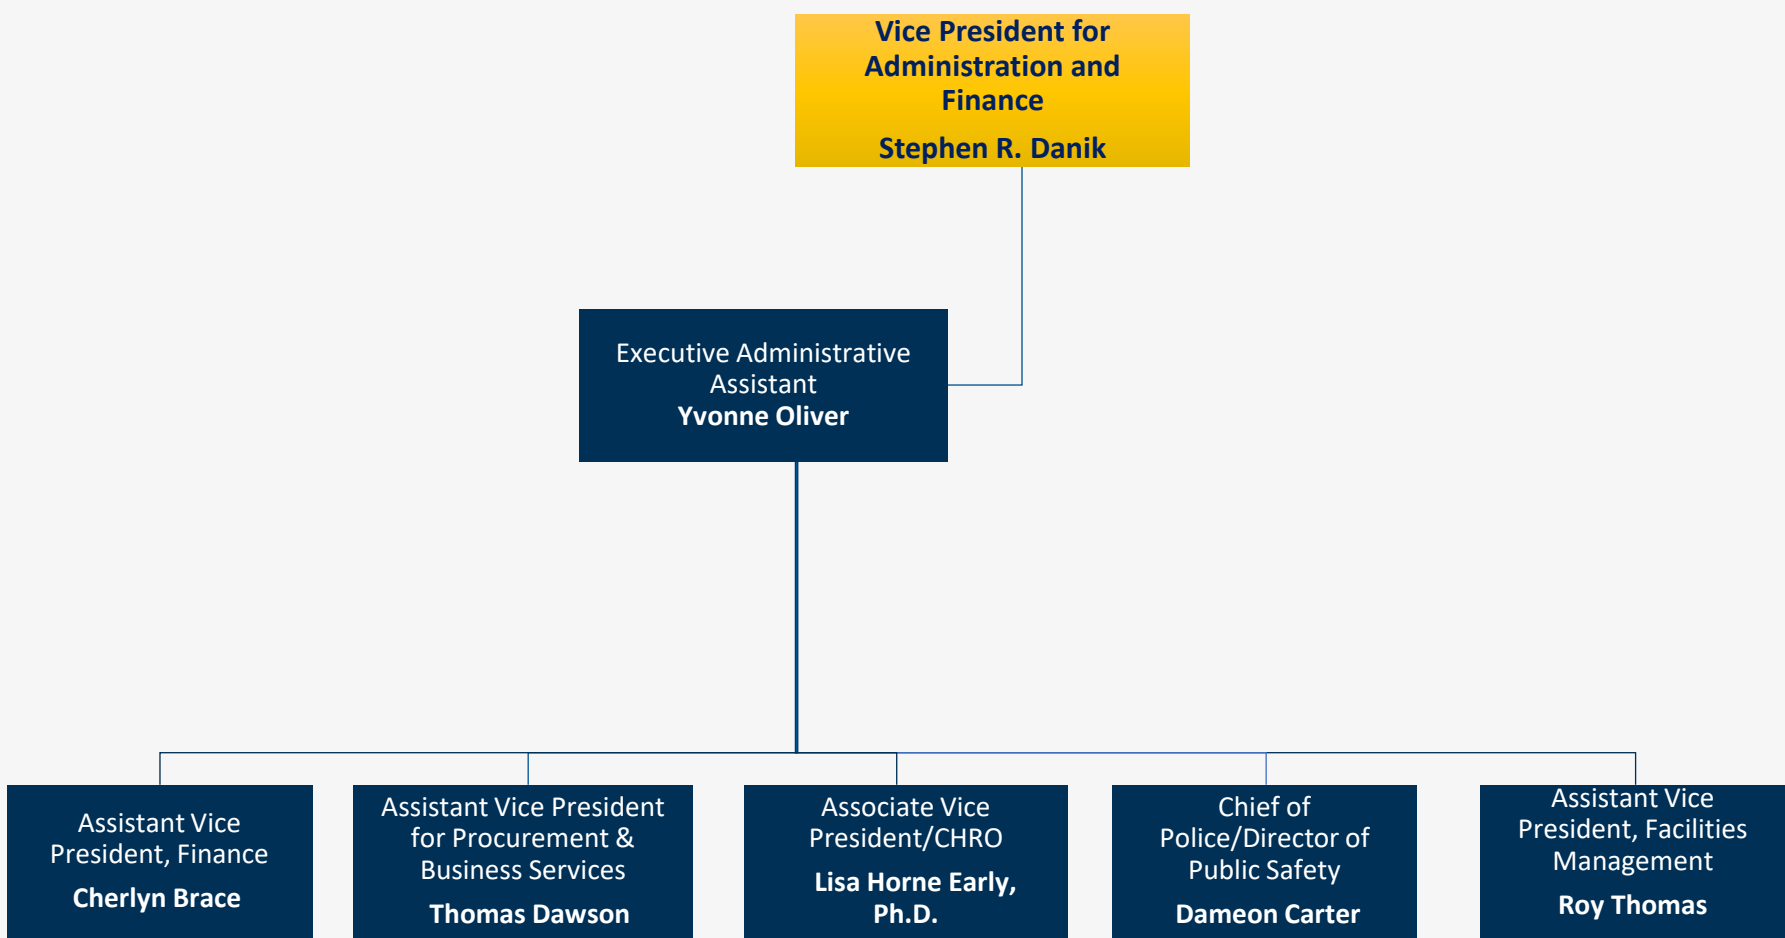 Vice President for
Administration and
Finance
Stephen R. Danik
Executive Administrative
Assistant
Yvonne Oliver
Assistant Vice
President, Finance
Cherlyn Brace
Assistant Vice President
for Procurement &
Business Services
Thomas Dawson
Associate Vice
President/CHRO
Lisa Horne Early,
Ph.D.
Chief of
Police/Director of
Public Safety
Dameon Carter
Assistant Vice
President, Facilities
Management
Roy Thomas